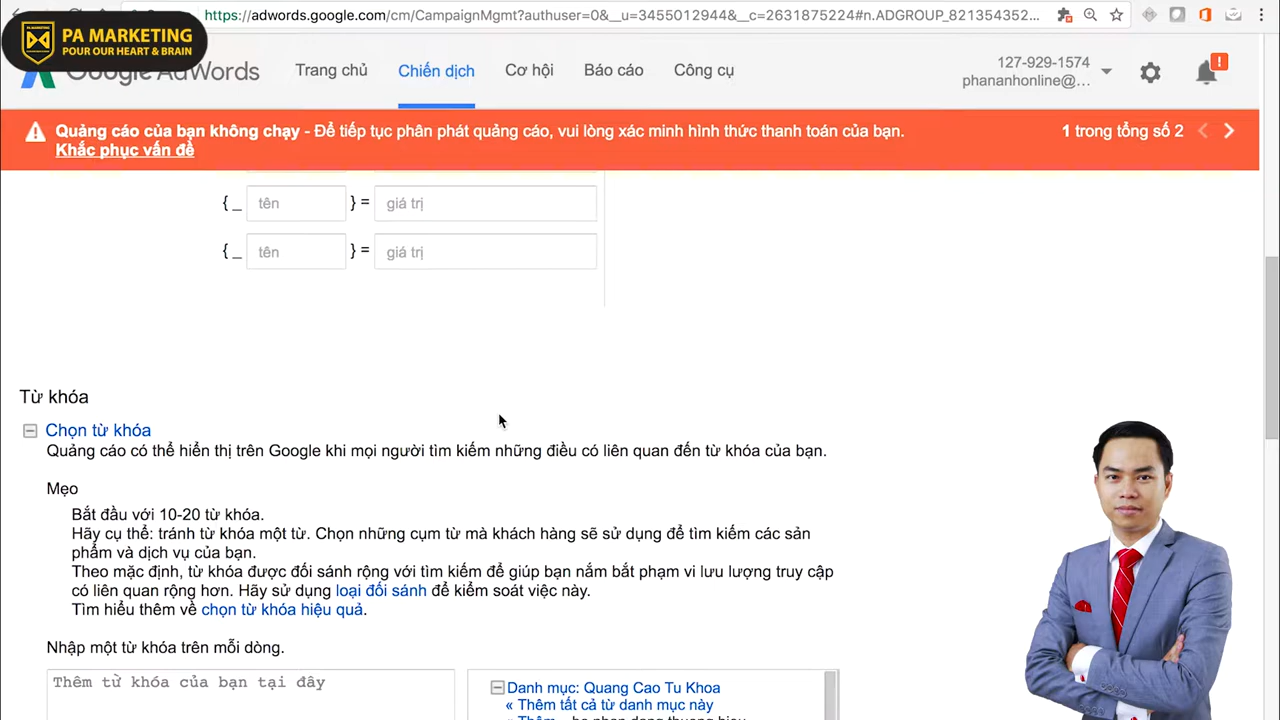 https://adwords.google.com/cm/CampaignMgmt?authuser=0&__u=3455012944&__c=2631875224#n.ADGROUP_821354352...
PA MARKETING
POUR OUR HEART & BRAIN
Google AdWords
Trang chủ
Chiến dịch
Cơ hội
Báo cáo
Công cụ
127-929-1574
phananhonline@...
!
Quảng cáo của bạn không chạy - Để tiếp tục phân phát quảng cáo, vui lòng xác minh hình thức thanh toán của bạn.
Khắc phục vấn đề
1 trong tổng số 2
{ _ tên } = giá trị
{ _ tên } = giá trị
Từ khóa
Chọn từ khóa
Quảng cáo có thể hiển thị trên Google khi mọi người tìm kiếm những điều có liên quan đến từ khóa của bạn.
Mẹo
Bắt đầu với 10-20 từ khóa.
Hãy cụ thể: tránh từ khóa một từ. Chọn những cụm từ mà khách hàng sẽ sử dụng để tìm kiếm các sản
phẩm và dịch vụ của bạn.
Theo mặc định, từ khóa được đối sánh rộng với tìm kiếm để giúp bạn nắm bắt phạm vi lưu lượng truy cập
có liên quan rộng hơn. Hãy sử dụng loại đối sánh để kiểm soát việc này.
Tìm hiểu thêm về chọn từ khóa hiệu quả.
Nhập một từ khóa trên mỗi dòng.
Thêm từ khóa của bạn tại đây
Danh mục: Quang Cao Tu Khoa
« Thêm tất cả từ danh mục này